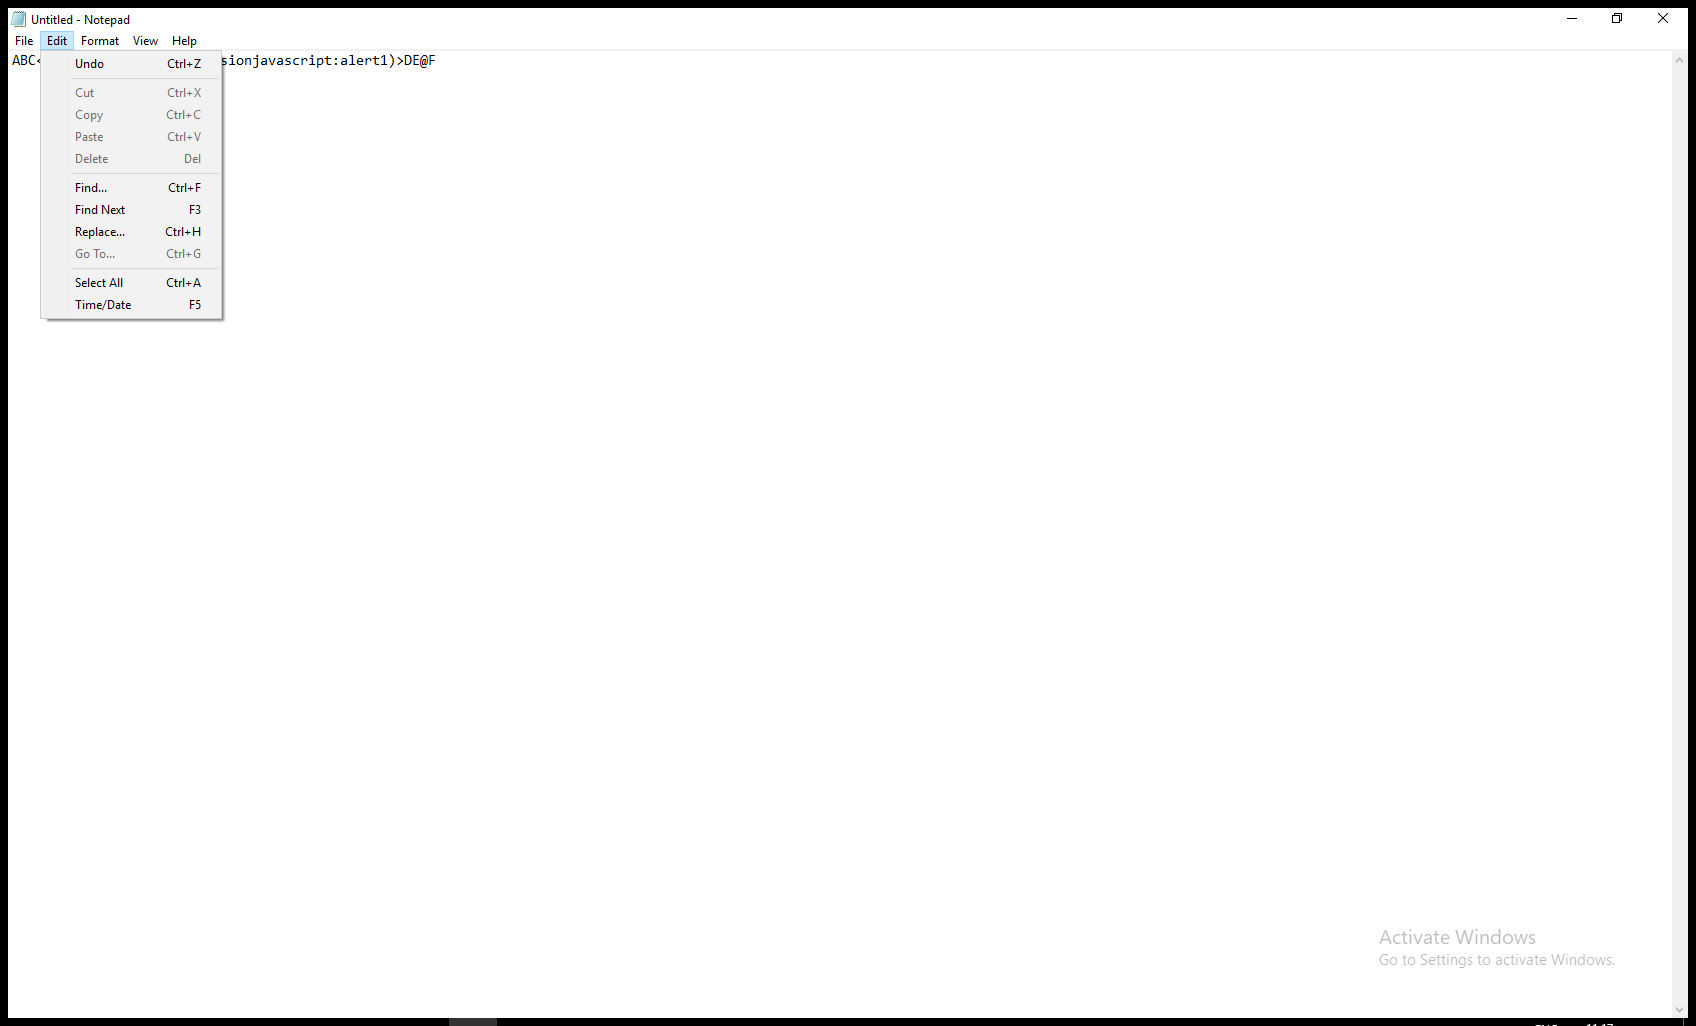 Untitled - Notepad
File Edit Format View Help
ABC< sionjavascript:alert1)>DE@F
Undo Ctrl+Z
Cut Ctrl+X
Copy Ctrl+C
Paste Ctrl+V
Delete Del
Find... Ctrl+F
Find Next F3
Replace... Ctrl+H
Go To... Ctrl+G
Select All Ctrl+A
Time/Date F5
Activate Windows
Go to Settings to activate Windows.